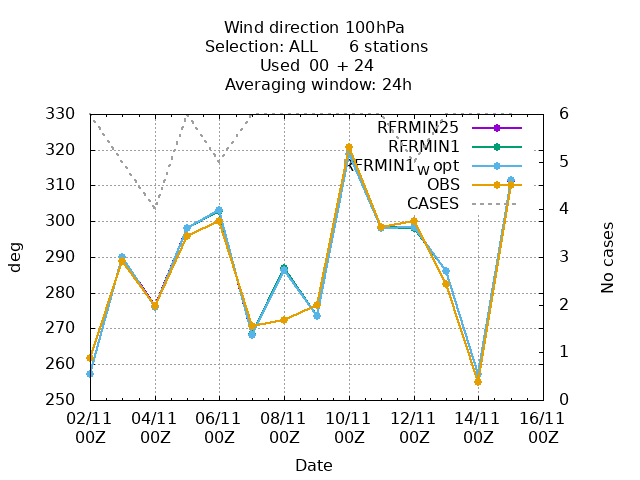 Wind direction 100hPa
Selection: ALL 6 stations
Used 00 + 24
Averaging window: 24h
330
320
310
300
290
280
270
260
250
deg
6
5
4
3
2
1
0
No cases
RFRMIN25
RFRMIN1
RFRMIN1w opt
OBS
CASES
02/11 04/11 06/11 08/11 10/11 12/11 14/11 16/11
00Z 00Z 00Z 00Z 00Z 00Z 00Z 00Z
Date